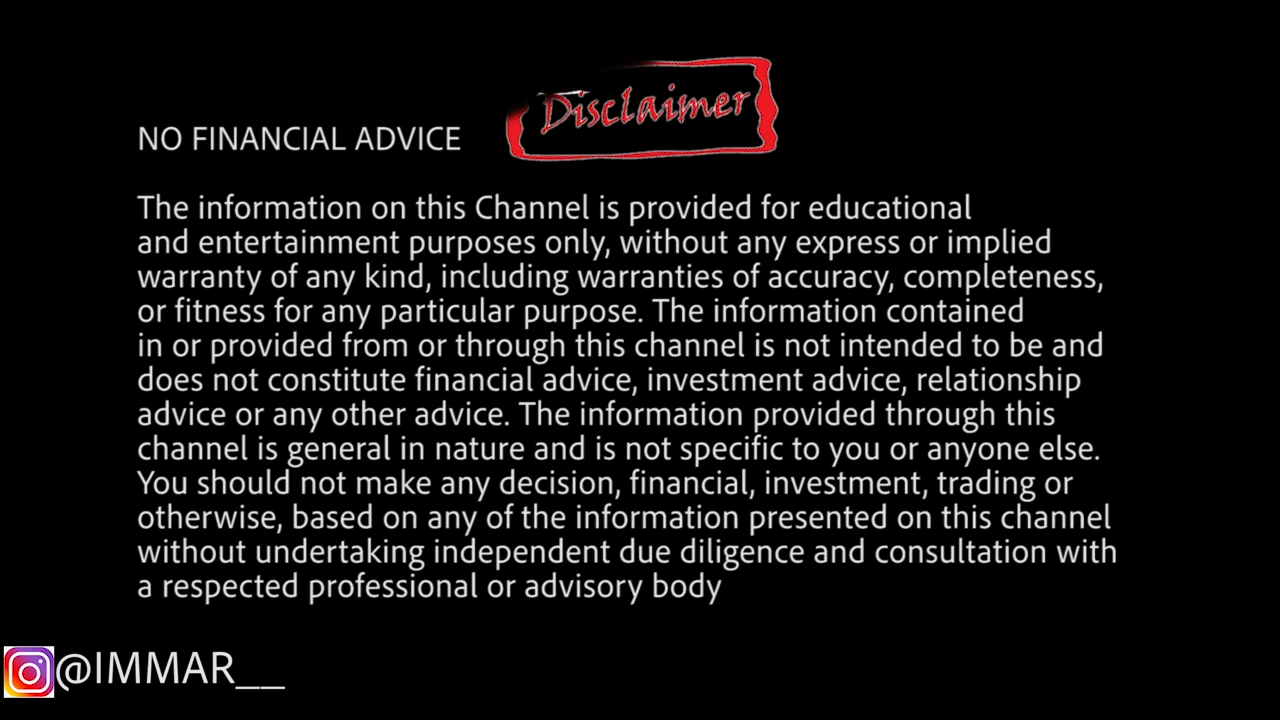 Disclaimer
NO FINANCIAL ADVICE
The information on this Channel is provided for educational
and entertainment purposes only, without any express or implied
warranty of any kind, including warranties of accuracy, completeness,
or fitness for any particular purpose. The information contained
in or provided from or through this channel is not intended to be and
does not constitute financial advice, investment advice, relationship
advice or any other advice. The information provided through this
channel is general in nature and is not specific to you or anyone else.
You should not make any decision, financial, investment, trading or
otherwise, based on any of the information presented on this channel
without undertaking independent due diligence and consultation with
a respected professional or advisory body
@IMMAR__